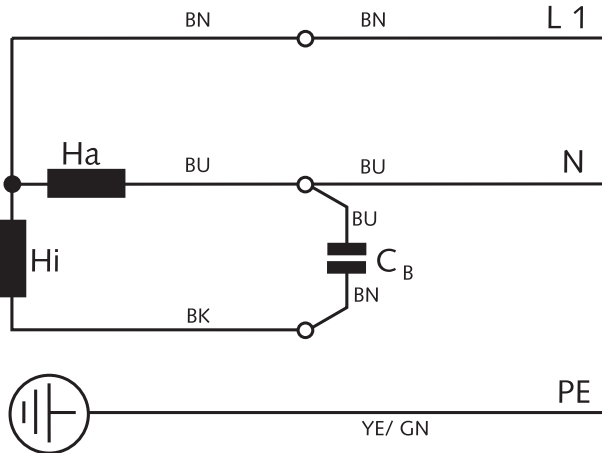 BN BN L 1
Ha BU BU N
BU
Hi C B
BN
BK
PE
YE/ GN